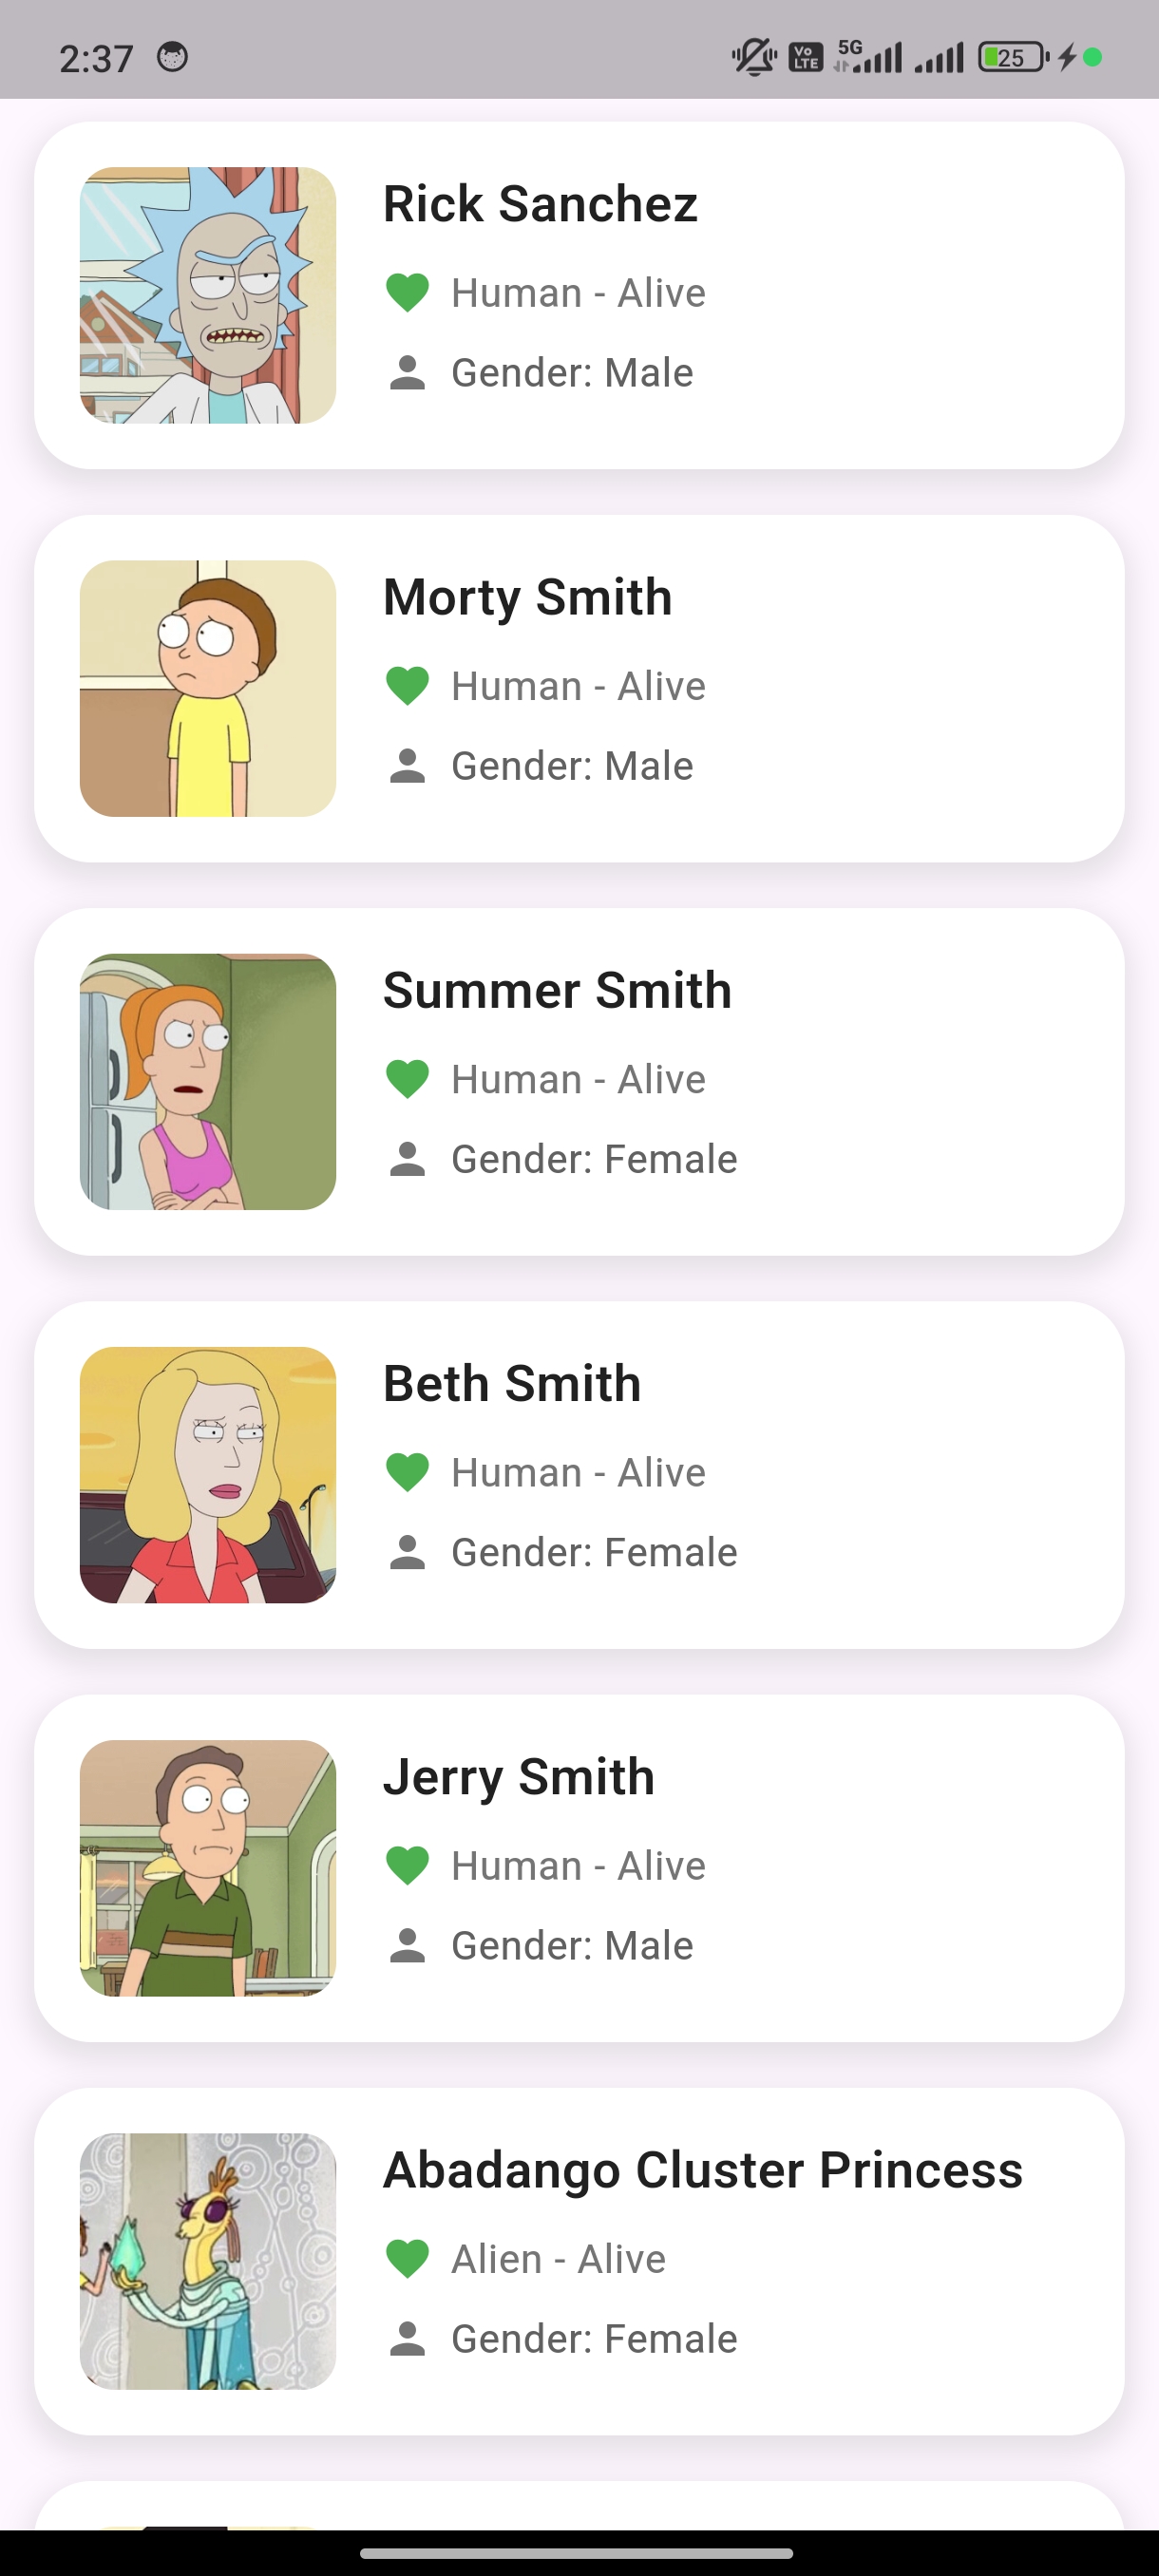 2:37 Vo LTE 5G 25
Rick Sanchez
Human - Alive
Gender: Male
Morty Smith
Human - Alive
Gender: Male
Summer Smith
Human - Alive
Gender: Female
Beth Smith
Human - Alive
Gender: Female
Jerry Smith
Human - Alive
Gender: Male
Abadango Cluster Princess
Alien - Alive
Gender: Female